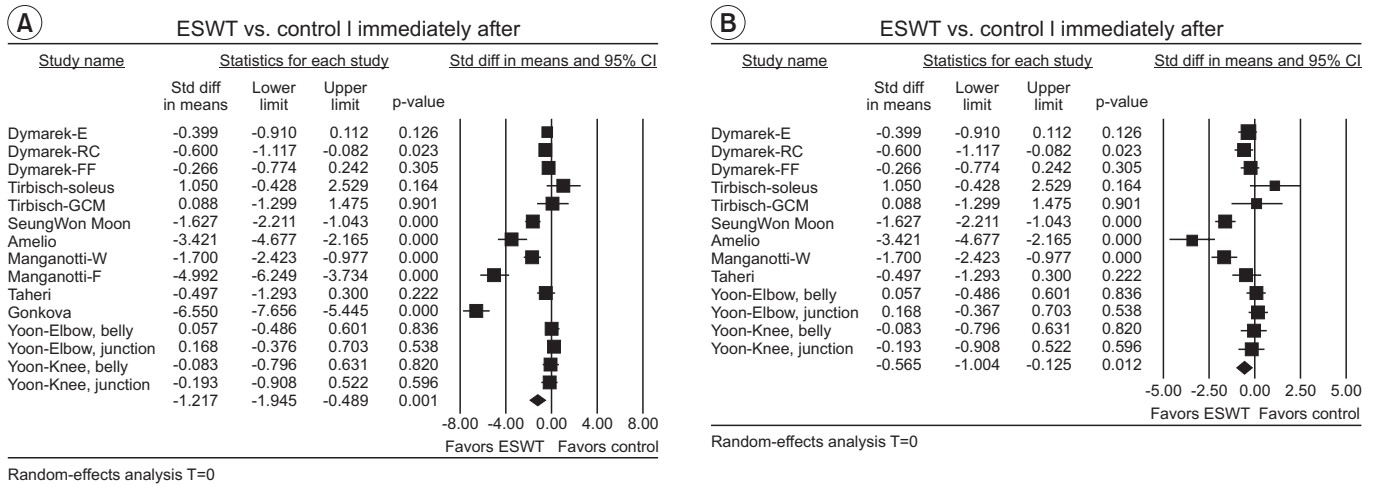 A
ESWT vs. control I immediately after
Study name Statistics for each study Std diff in means and 95% CI
Std diff in means Lower limit Upper limit p-value
Dymarek-E -0.399 -0.910 0.112 0.126
Dymarek-RC -0.600 -1.117 -0.082 0.023
Dymarek-FF -0.266 -0.774 0.242 0.305
Tirbisch-soleus 1.050 -0.428 2.529 0.164
Tirbisch-GCM 0.088 -1.299 1.475 0.901
SeungWon Moon -1.627 -2.211 -1.043 0.000
Amelio -3.421 -4.677 -2.165 0.000
Manganotti-W -1.700 -2.423 -0.977 0.000
Manganotti-F -4.992 -6.249 -3.734 0.000
Taheri -0.497 -1.293 0.300 0.222
Gonkova -6.550 -7.656 -5.445 0.000
Yoon-Elbow, belly 0.057 -0.486 0.601 0.836
Yoon-Elbow, junction 0.168 -0.376 0.703 0.538
Yoon-Knee, belly -0.083 -0.796 0.631 0.820
Yoon-Knee, junction -0.193 -0.908 0.522 0.596
-1.217 -1.945 -0.489 0.001
-8.00 -4.00 0.00 4.00 8.00
Favors ESWT Favors control
Random-effects analysis T=0
B
ESWT vs. control I immediately after
Study name Statistics for each study Std diff in means and 95% CI
Std diff in means Lower limit Upper limit p-value
Dymarek-E -0.399 -0.910 0.112 0.126
Dymarek-RC -0.600 -1.117 -0.082 0.023
Dymarek-FF -0.266 -0.774 0.242 0.305
Tirbisch-soleus 1.050 -0.428 2.529 0.164
Tirbisch-GCM 0.088 -1.299 1.475 0.901
SeungWon Moon -1.627 -2.211 -1.043 0.000
Amelio -3.421 -4.677 -2.165 0.000
Manganotti-W -1.700 -2.423 -0.977 0.000
Taheri -0.497 -1.293 0.300 0.222
Yoon-Elbow, belly 0.057 -0.486 0.601 0.836
Yoon-Elbow, junction 0.168 -0.367 0.703 0.538
Yoon-Knee, belly -0.083 -0.796 0.631 0.820
Yoon-Knee, junction -0.193 -0.908 0.522 0.596
-0.565 -1.004 -0.125 0.012
-5.00 -2.50 0.00 2.50 5.00
Favors ESWT Favors control
Random-effects analysis T=0